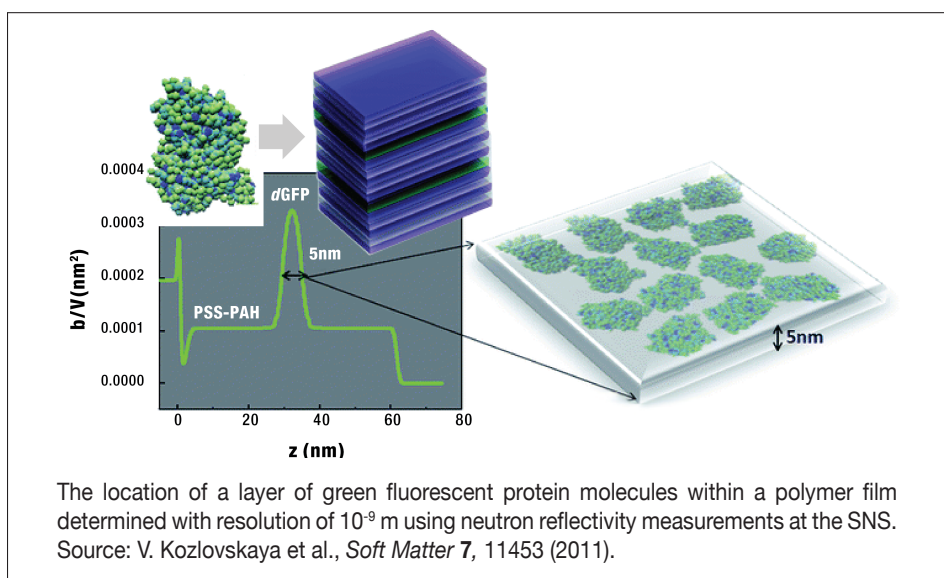 0.0004
dGFP
0.0003
5nm
b/V(nm²)
0.0002
PSS-PAH
0.0001
5nm
0.0000
0 20 40 60 80
z (nm)
The location of a layer of green fluorescent protein molecules within a polymer film
determined with resolution of 10⁻⁹ m using neutron reflectivity measurements at the SNS.
Source: V. Kozlovskaya et al., Soft Matter 7, 11453 (2011).